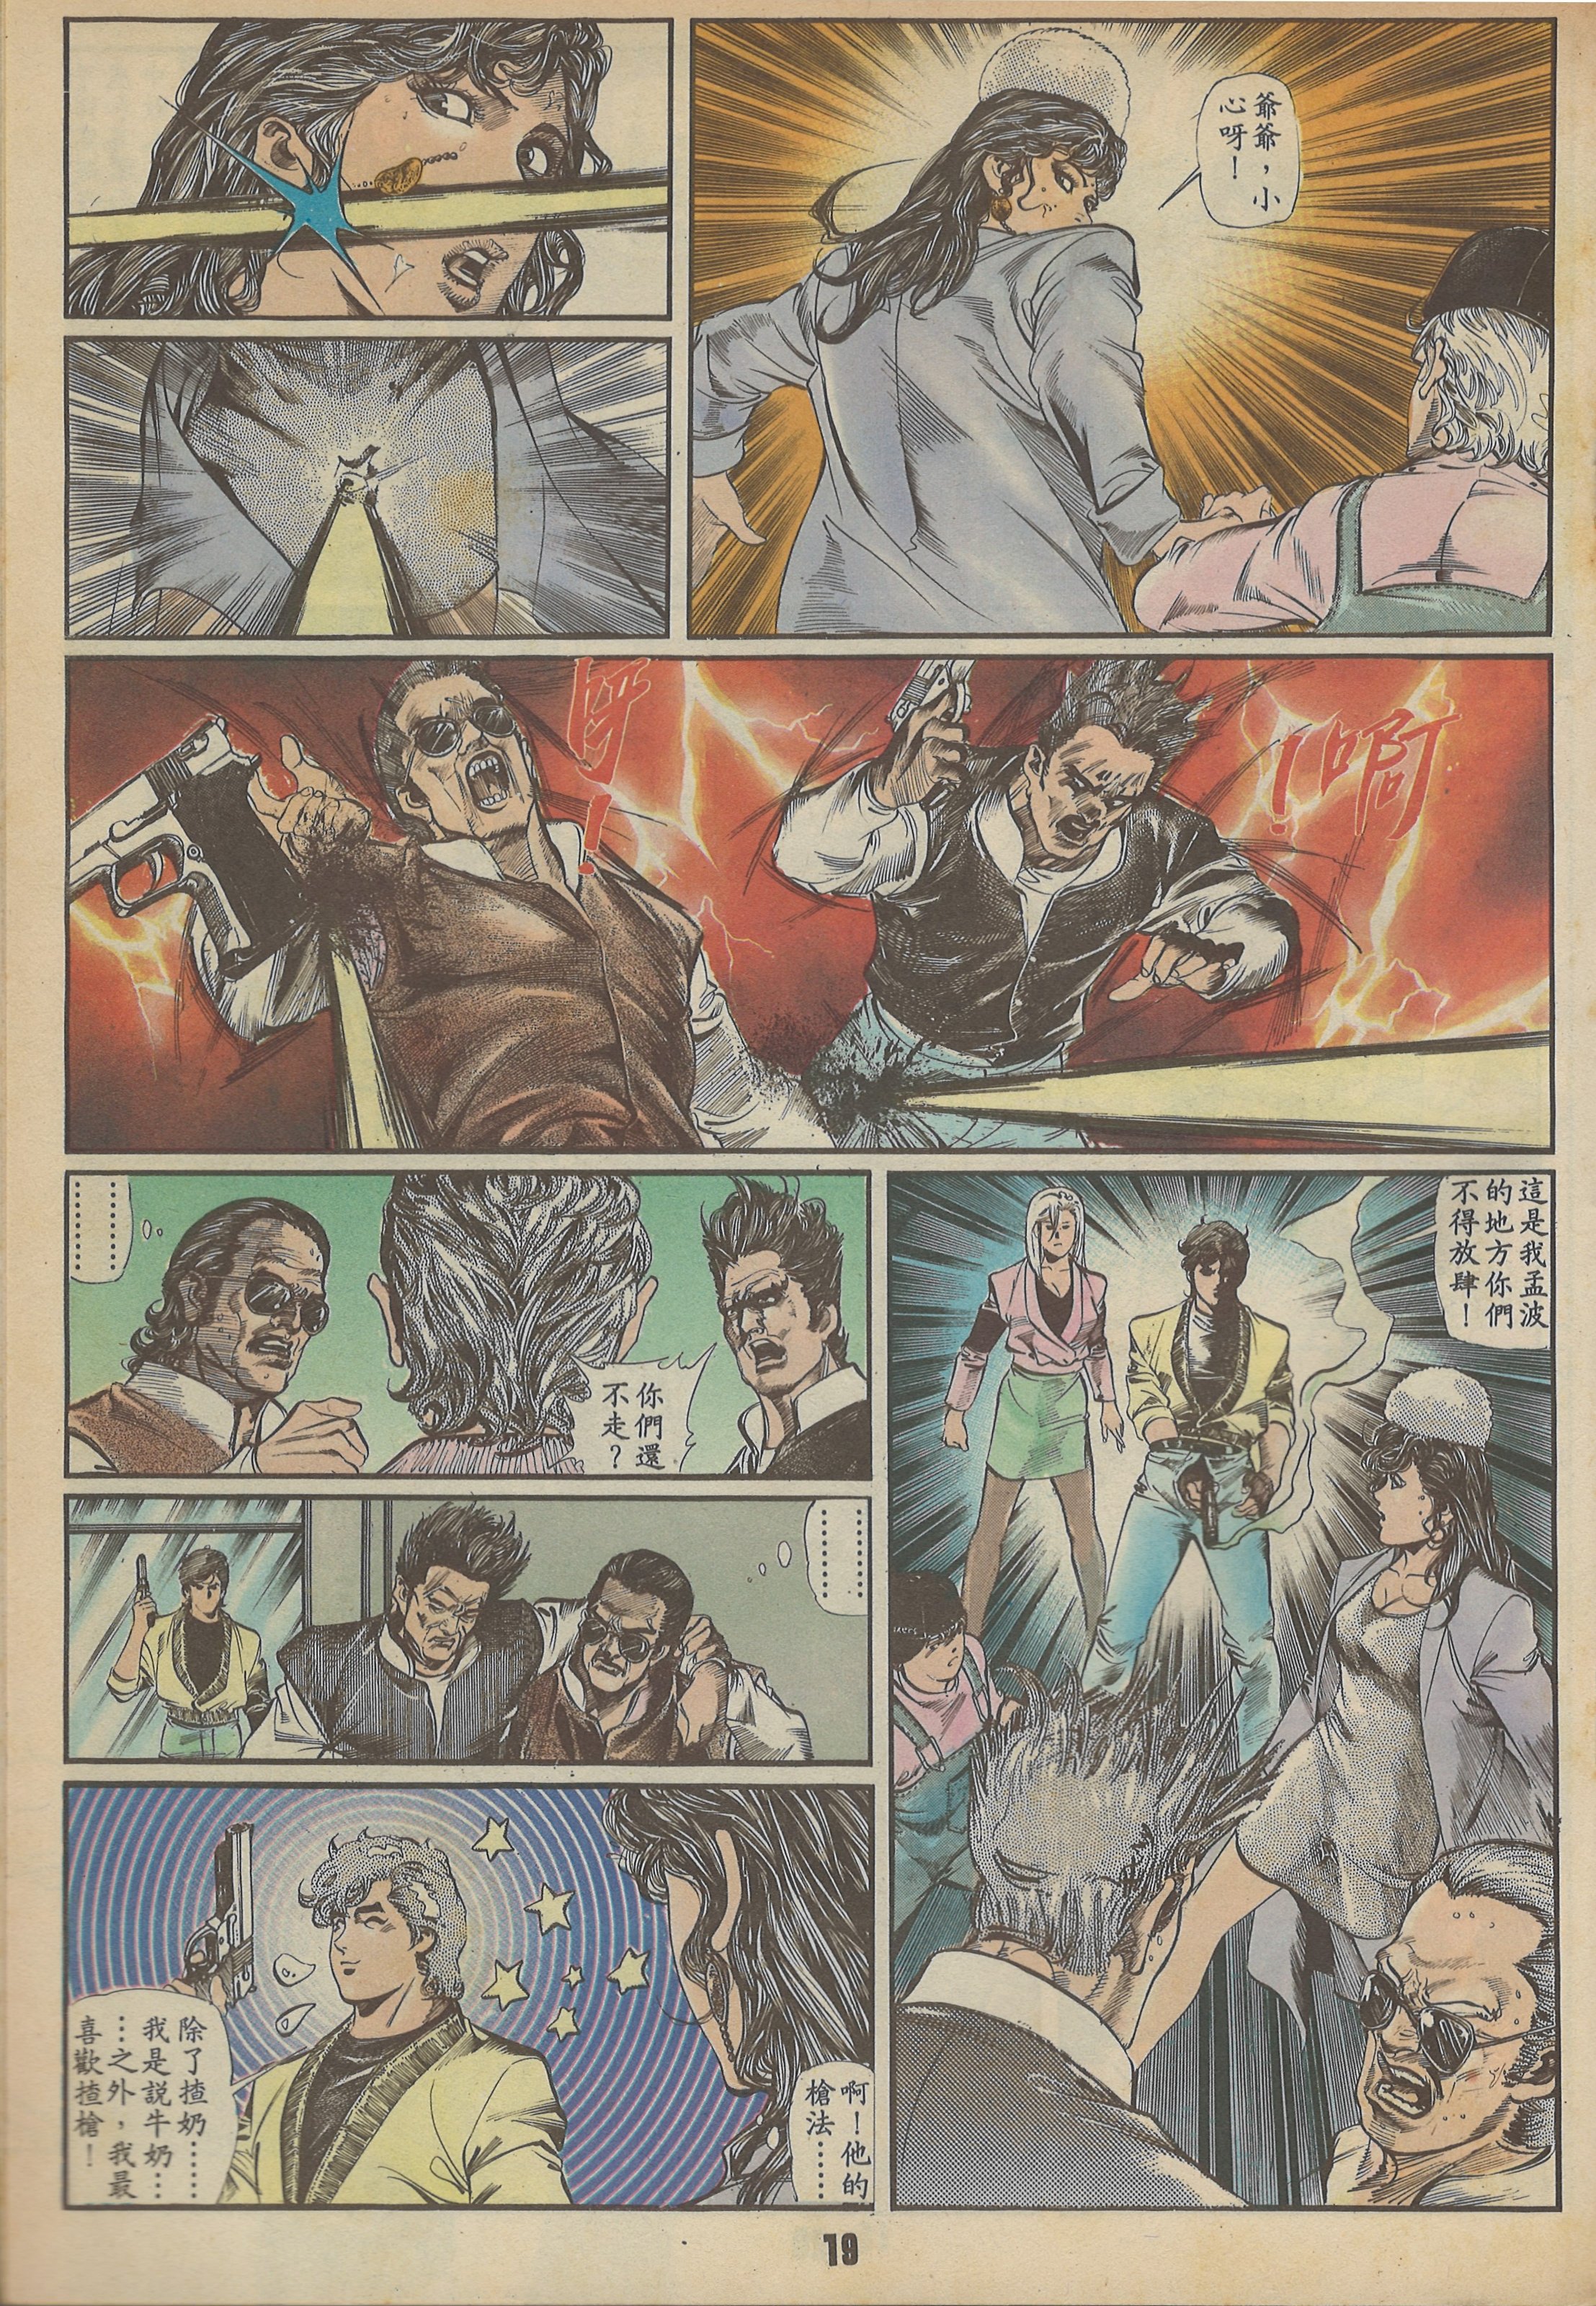 爺爺，小
心呀！
啊！
呀！
這是我孟波
的地方你們
不得放肆！
你們還
不走？
…………
…………
…………
…………
啊！他的
槍法……
除了揸奶……
我是説牛奶…
…之外，我最
喜歡揸槍！
19